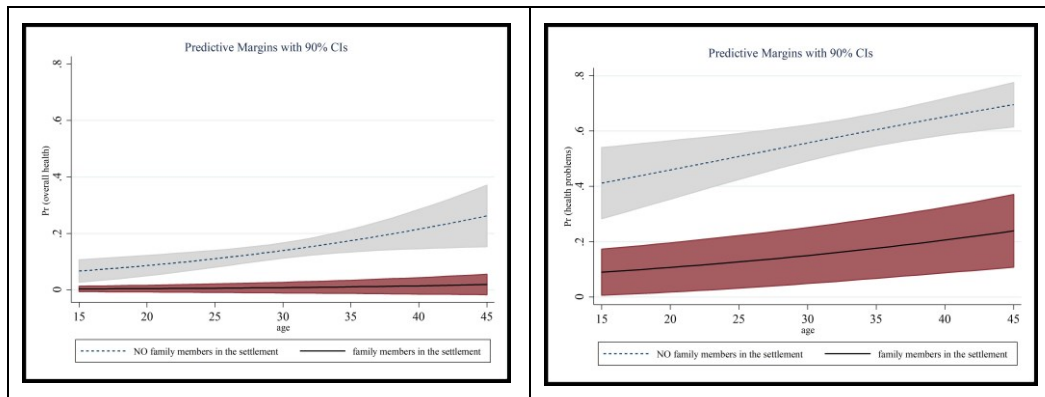 Predictive Margins with 90% CIs
.8
.6
.4
.2
0
Pr (overall health)
15 20 25 30 35 40 45
age
NO family members in the settlement family members in the settlement
Predictive Margins with 90% CIs
.8
.6
.4
.2
0
Pr (health problems)
15 20 25 30 35 40 45
age
NO family members in the settlement family members in the settlement